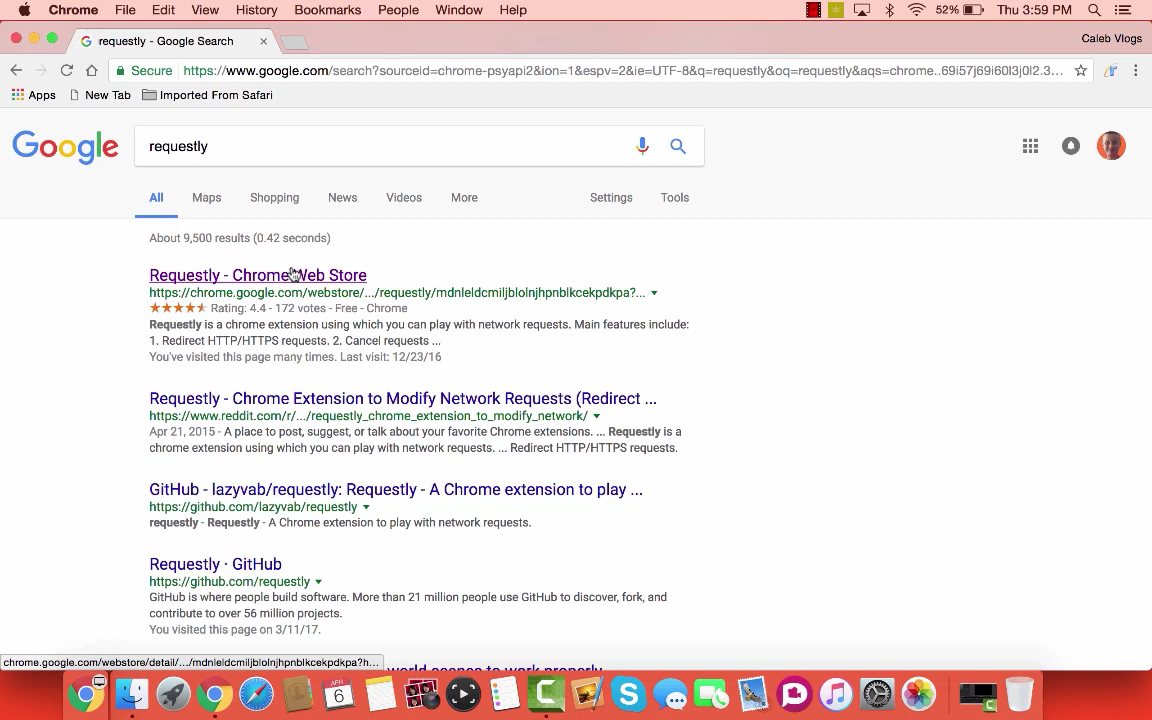 Chrome File Edit View History Bookmarks People Window Help 52% Thu 3:59 PM
requestly - Google Search Caleb Vlogs
Secure https://www.google.com/search?sourceid=chrome-psyapi2&ion=1&espv=2&ie=UTF-8&q=requestly&oq=requestly&aqs=chrome..69i57j69i60l3j0l2.3...
Apps New Tab Imported From Safari
Google requestly
All Maps Shopping News Videos More Settings Tools
About 9,500 results (0.42 seconds)
Requestly - Chrome Web Store
https://chrome.google.com/webstore/.../requestly/mdnleldcmiljblolnjhpnblkcekpdkpa?...
Rating: 4.4 - 172 votes - Free - Chrome
Requestly is a chrome extension using which you can play with network requests. Main features include:
1. Redirect HTTP/HTTPS requests. 2. Cancel requests ...
You've visited this page many times. Last visit: 12/23/16
Requestly - Chrome Extension to Modify Network Requests (Redirect ...
https://www.reddit.com/r/.../requestly_chrome_extension_to_modify_network/
Apr 21, 2015 - A place to post, suggest, or talk about your favorite Chrome extensions. ... Requestly is a
chrome extension using which you can play with network requests. ... Redirect HTTP/HTTPS requests.
GitHub - lazyvab/requestly: Requestly - A Chrome extension to play ...
https://github.com/lazyvab/requestly
requestly - Requestly - A Chrome extension to play with network requests.
Requestly · GitHub
https://github.com/requestly
GitHub is where people build software. More than 21 million people use GitHub to discover, fork, and
contribute to over 56 million projects.
You visited this page on 3/11/17.
chrome.google.com/webstore/detail/.../mdnleldcmiljblolnjhpnblkcekpdkpa?h...
APR
6